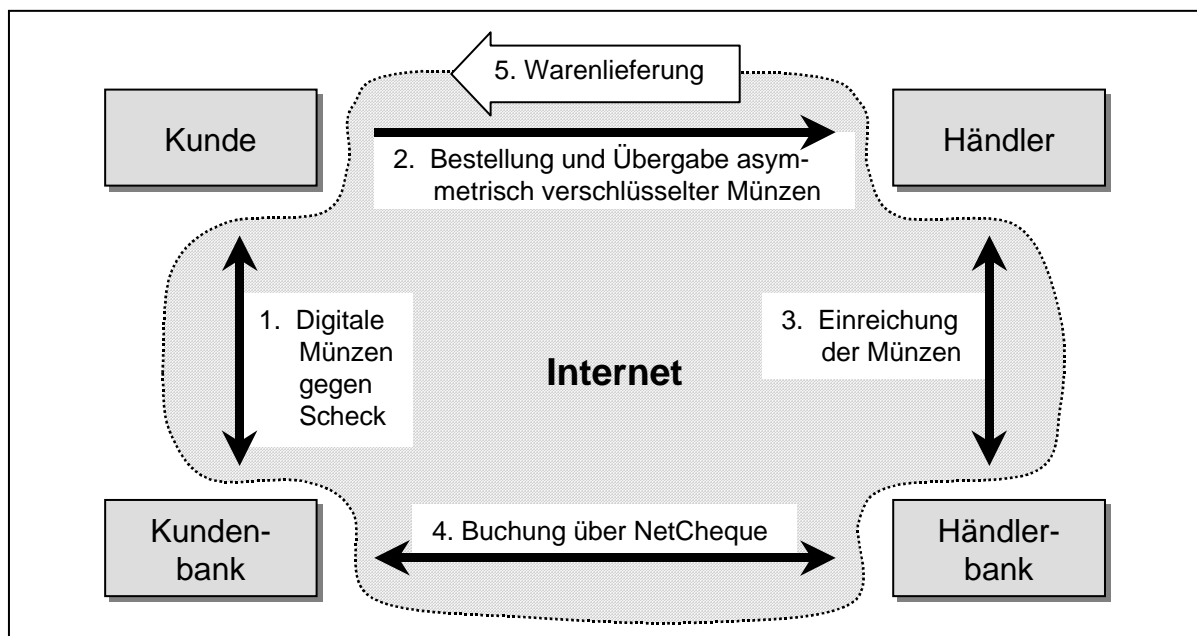 5. Warenlieferung
Kunde
Händler
2. Bestellung und Übergabe asym-
metrisch verschlüsselter Münzen
1. Digitale
Münzen
gegen
Scheck
3. Einreichung
der Münzen
Internet
Kunden-
bank
4. Buchung über NetCheque
Händler-
bank